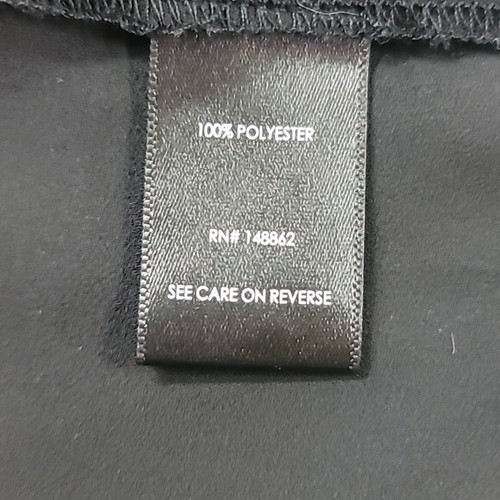 100% POLYESTER
RN# 148862
SEE CARE ON REVERSE